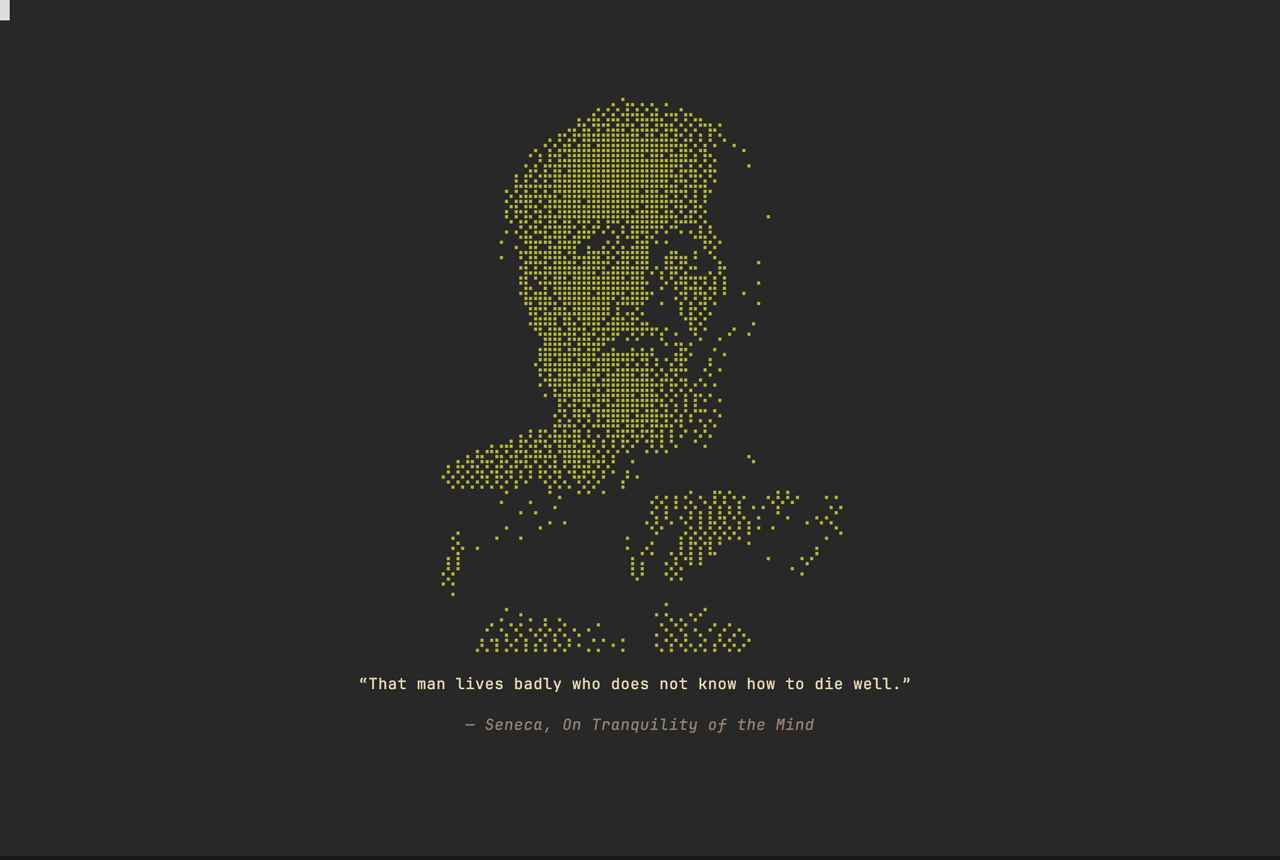 “That man lives badly who does not know how to die well.”
— Seneca, On Tranquility of the Mind